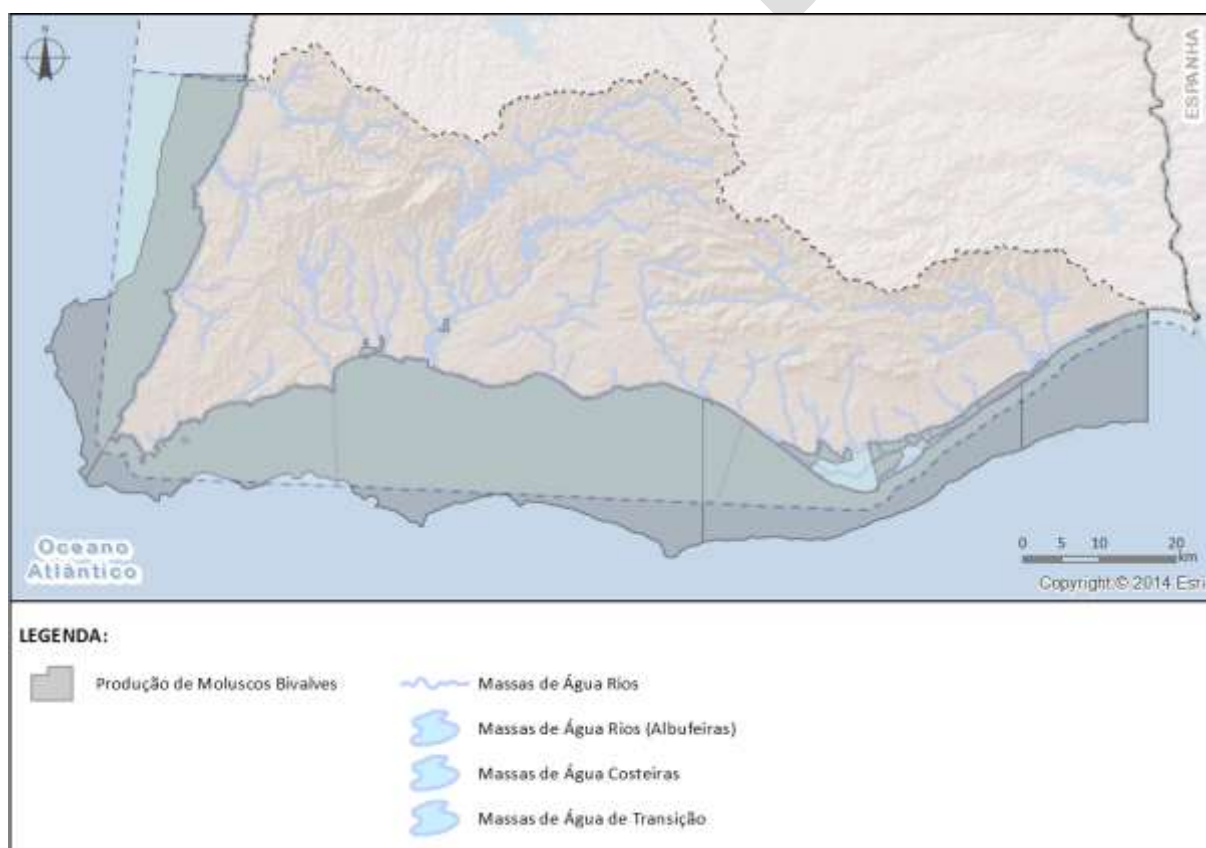 N
ESPANHA
Oceano
Atlântico
0 5 10 20
km
Copyright:© 2014 Esri
LEGENDA:
Produção de Moluscos Bivalves
Massas de Água Rios
Massas de Água Rios (Albufeiras)
Massas de Água Costeiras
Massas de Água de Transição